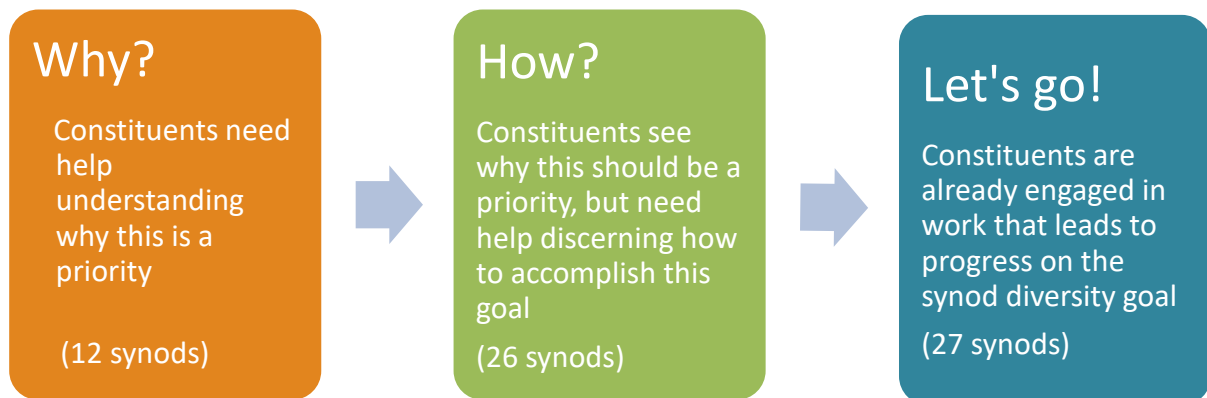 Why?
Constituents need
help
understanding
why this is a
priority
(12 synods)
How?
Constituents see
why this should be a
priority, but need
help discerning how
to accomplish this
goal
(26 synods)
Let's go!
Constituents are
already engaged in
work that leads to
progress on the
synod diversity goal
(27 synods)